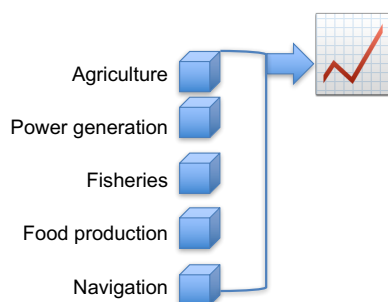 Agriculture
Power generation
Fisheries
Food production
Navigation